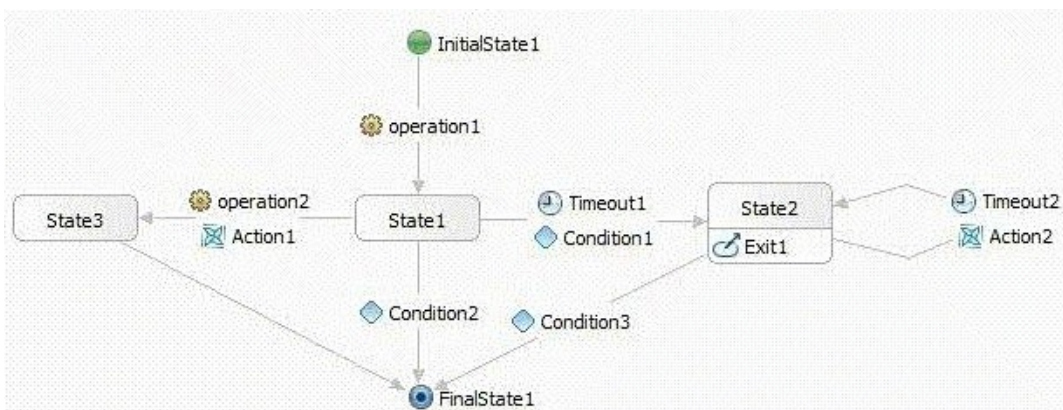 InitialState1
operation1
operation2
Action1
State3
State1
Timeout1
Condition1
State2
Exit1
Timeout2
Action2
Condition2
Condition3
FinalState1